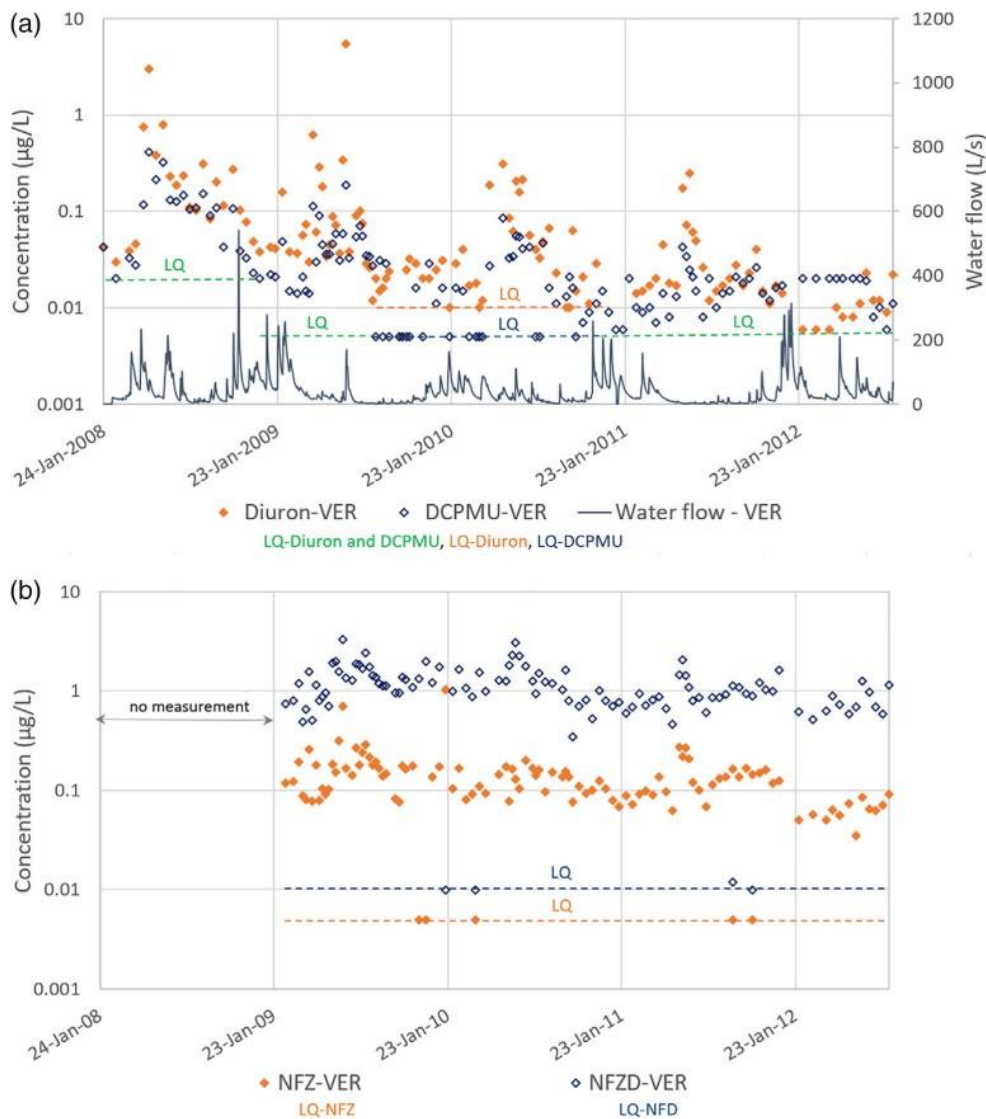 (a)
10
1
0.1
0.01
0.001
Concentration (µg/L)
1200
1000
800
600
400
200
0
Water flow (L/s)
LQ
LQ
LQ
LQ
LQ
24-Jan-2008
23-Jan-2009
23-Jan-2010
23-Jan-2011
23-Jan-2012
Diuron-VER DCPMU-VER Water flow - VER
LQ-Diuron and DCPMU, LQ-Diuron, LQ-DCPMU
(b)
10
1
0.1
0.01
0.001
Concentration (µg/L)
no measurement
LQ
LQ
24-Jan-08
23-Jan-09
23-Jan-10
23-Jan-11
23-Jan-12
NFZ-VER NFZD-VER
LQ-NFZ LQ-NFD